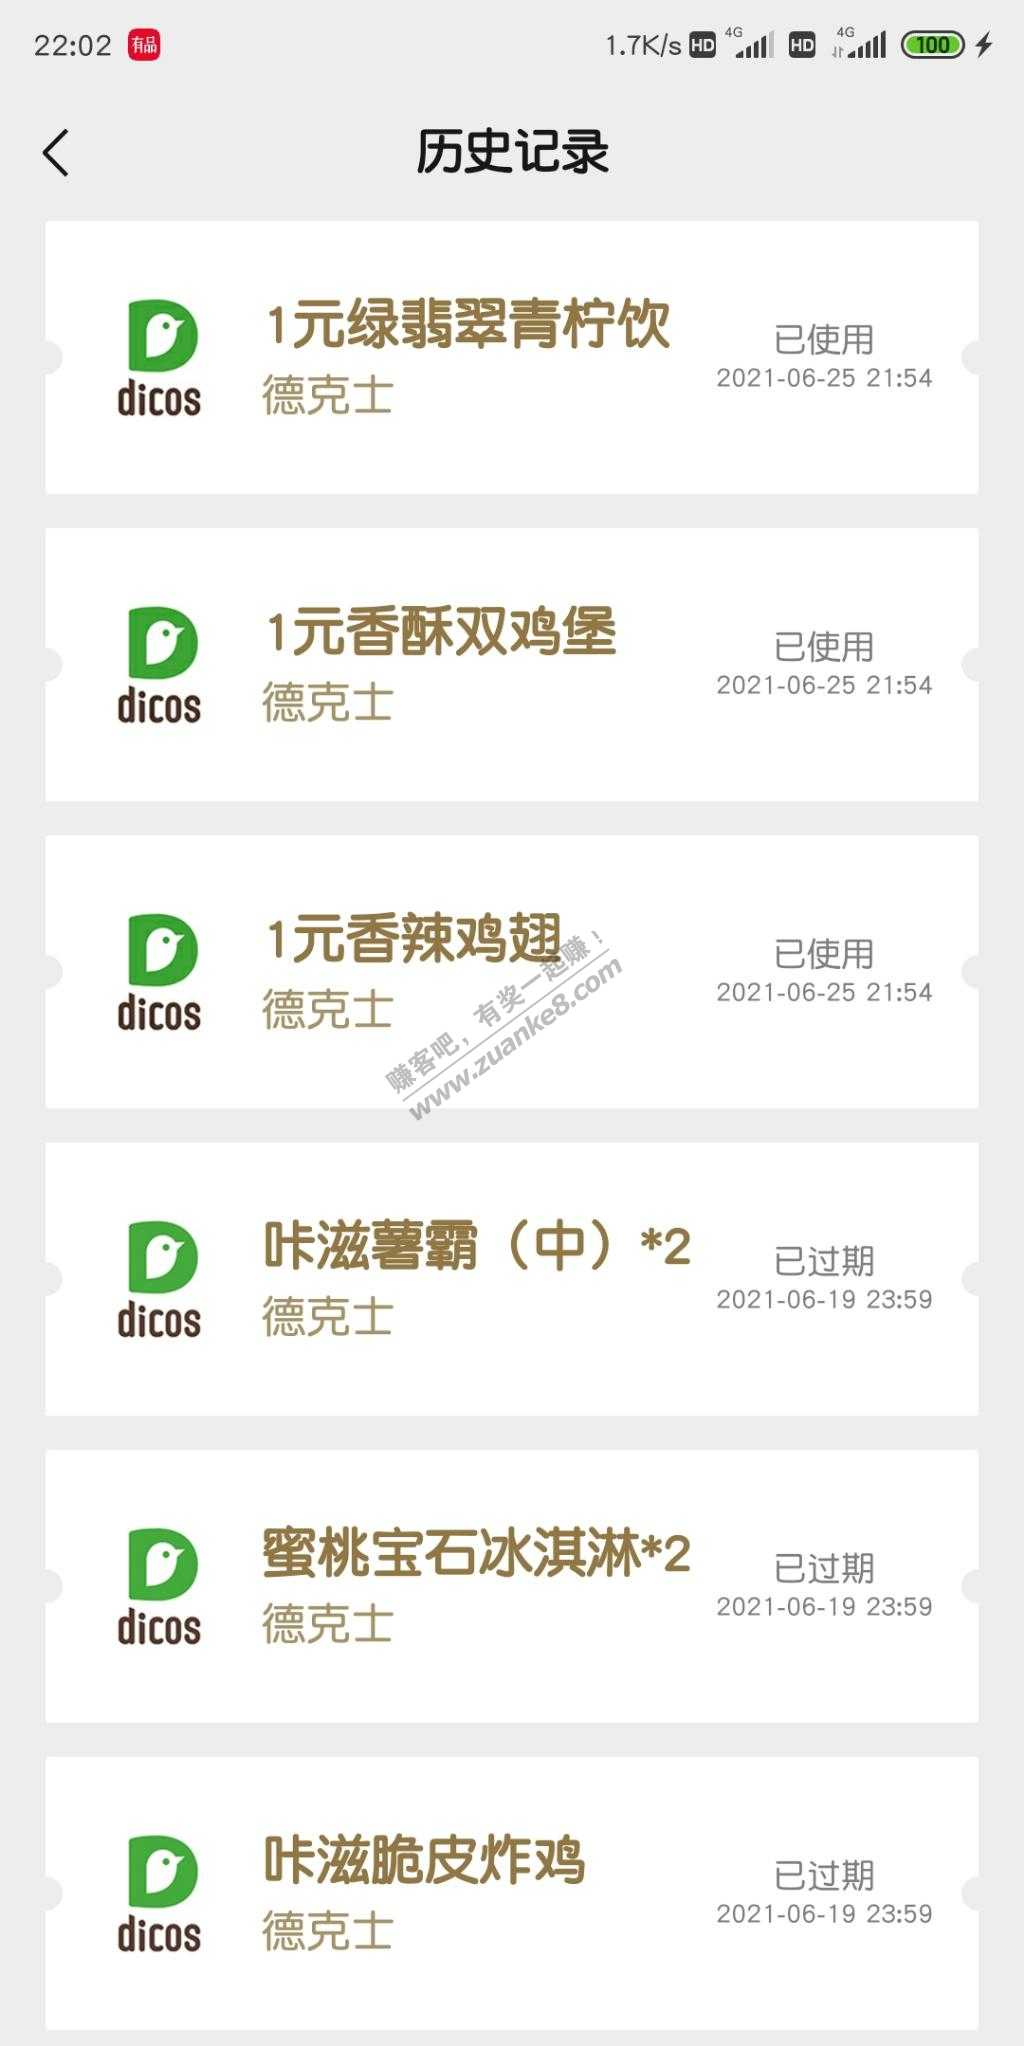 22:02 有品 1.7K/s HD 4G HD 4G 100
历史记录
dicos
1元绿翡翠青柠饮
德克士
已使用
2021-06-25 21:54
dicos
1元香酥双鸡堡
德克士
已使用
2021-06-25 21:54
dicos
1元香辣鸡翅
德克士
已使用
2021-06-25 21:54
赚客吧，有奖一起赚！
www.zuanke8.com
dicos
咔滋薯霸（中）*2
德克士
已过期
2021-06-19 23:59
dicos
蜜桃宝石冰淇淋*2
德克士
已过期
2021-06-19 23:59
dicos
咔滋脆皮炸鸡
德克士
已过期
2021-06-19 23:59